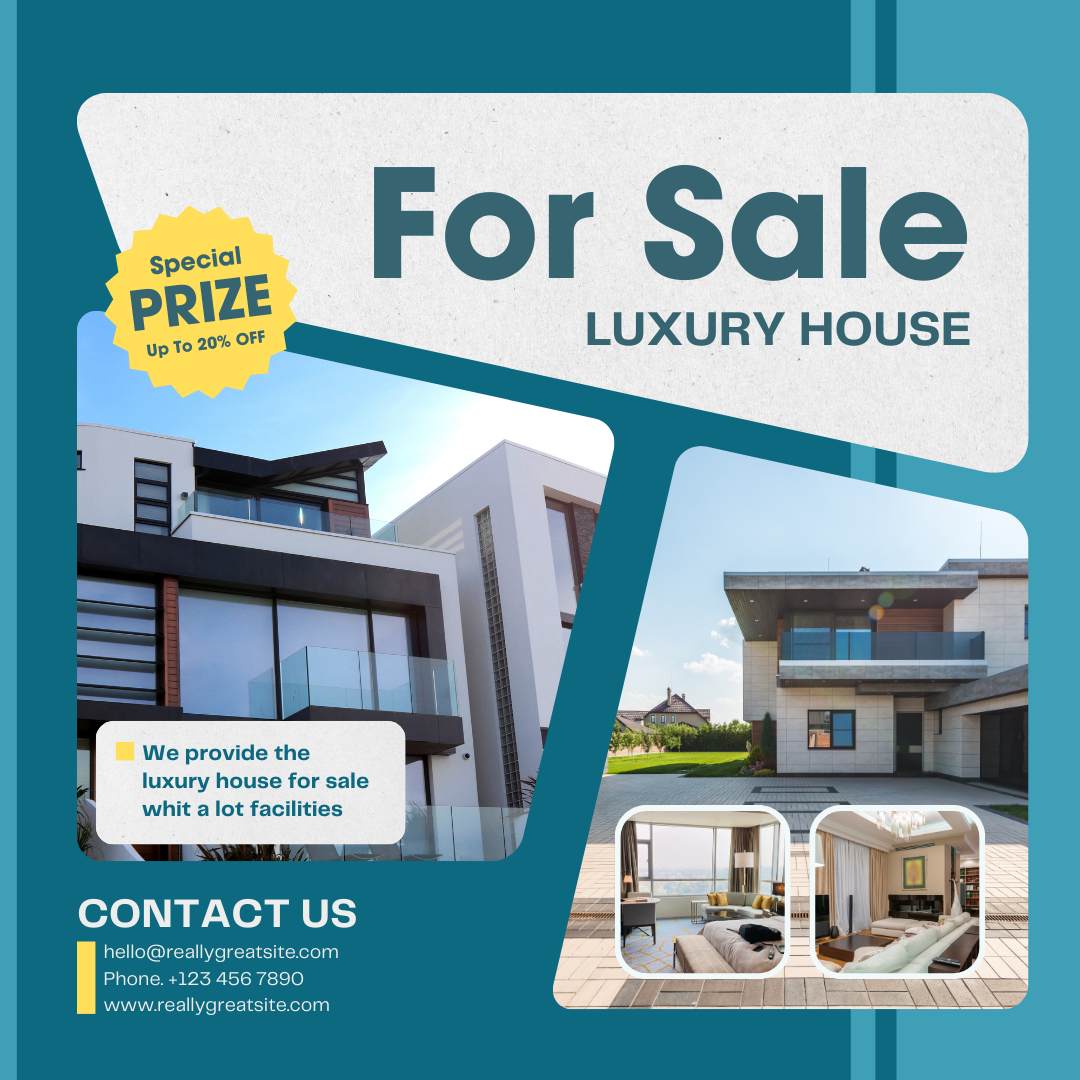 For Sale
LUXURY HOUSE
Special
PRIZE
Up To 20% OFF
We provide the
luxury house for sale
whit a lot facilities
CONTACT US
hello@reallygreatsite.com
Phone. +123 456 7890
www.reallygreatsite.com